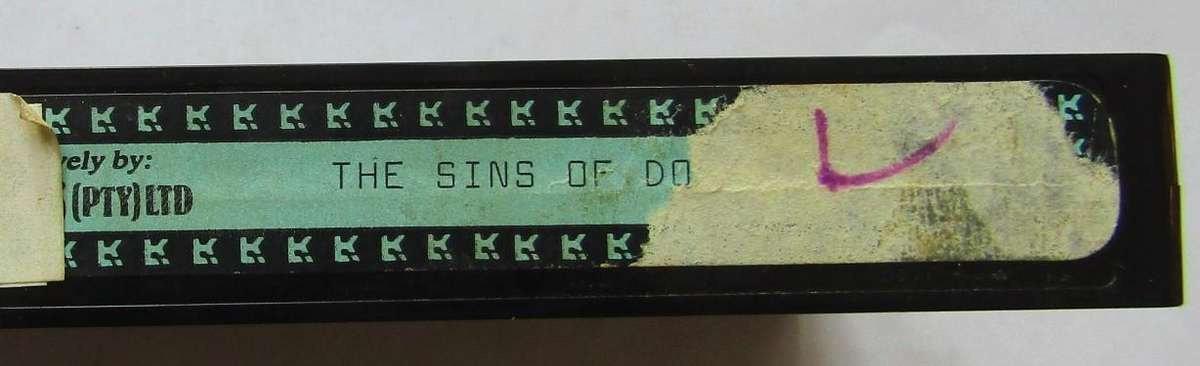 vely by:
(PTY) LTD
THE SINS OF DO